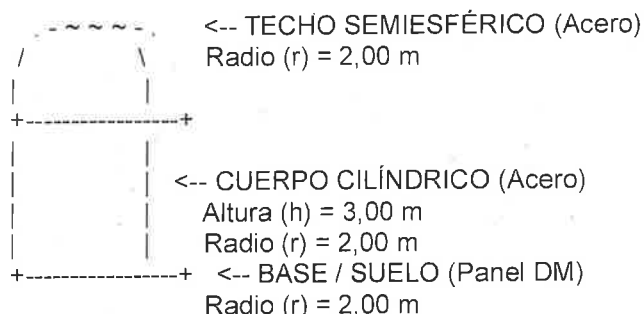 <-- TECHO SEMIESFÉRICO (Acero)
Radio (r) = 2,00 m
<-- CUERPO CILÍNDRICO (Acero)
Altura (h) = 3,00 m
Radio (r) = 2,00 m
<-- BASE / SUELO (Panel DM)
Radio (r) = 2,00 m